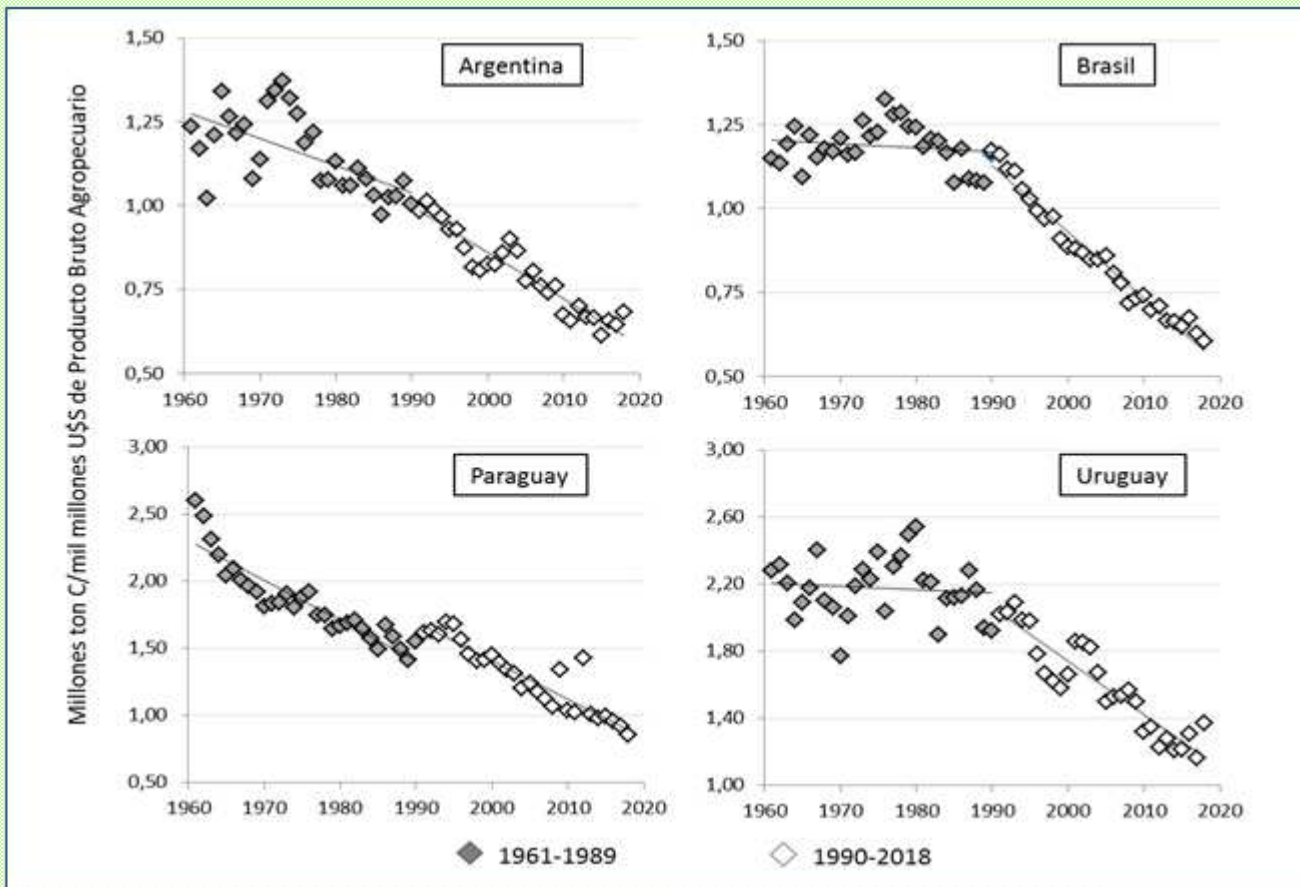 Millones ton C/mil millones U$$ de Producto Bruto Agropecuario
Argentina
1,50
1,25
1,00
0,75
0,50
1960 1970 1980 1990 2000 2010 2020
Brasil
1,50
1,25
1,00
0,75
0,50
1960 1970 1980 1990 2000 2010 2020
Paraguay
3,00
2,50
2,00
1,50
1,00
0,50
1960 1970 1980 1990 2000 2010 2020
Uruguay
3,00
2,60
2,20
1,80
1,40
1,00
1960 1970 1980 1990 2000 2010 2020
1961-1989
1990-2018